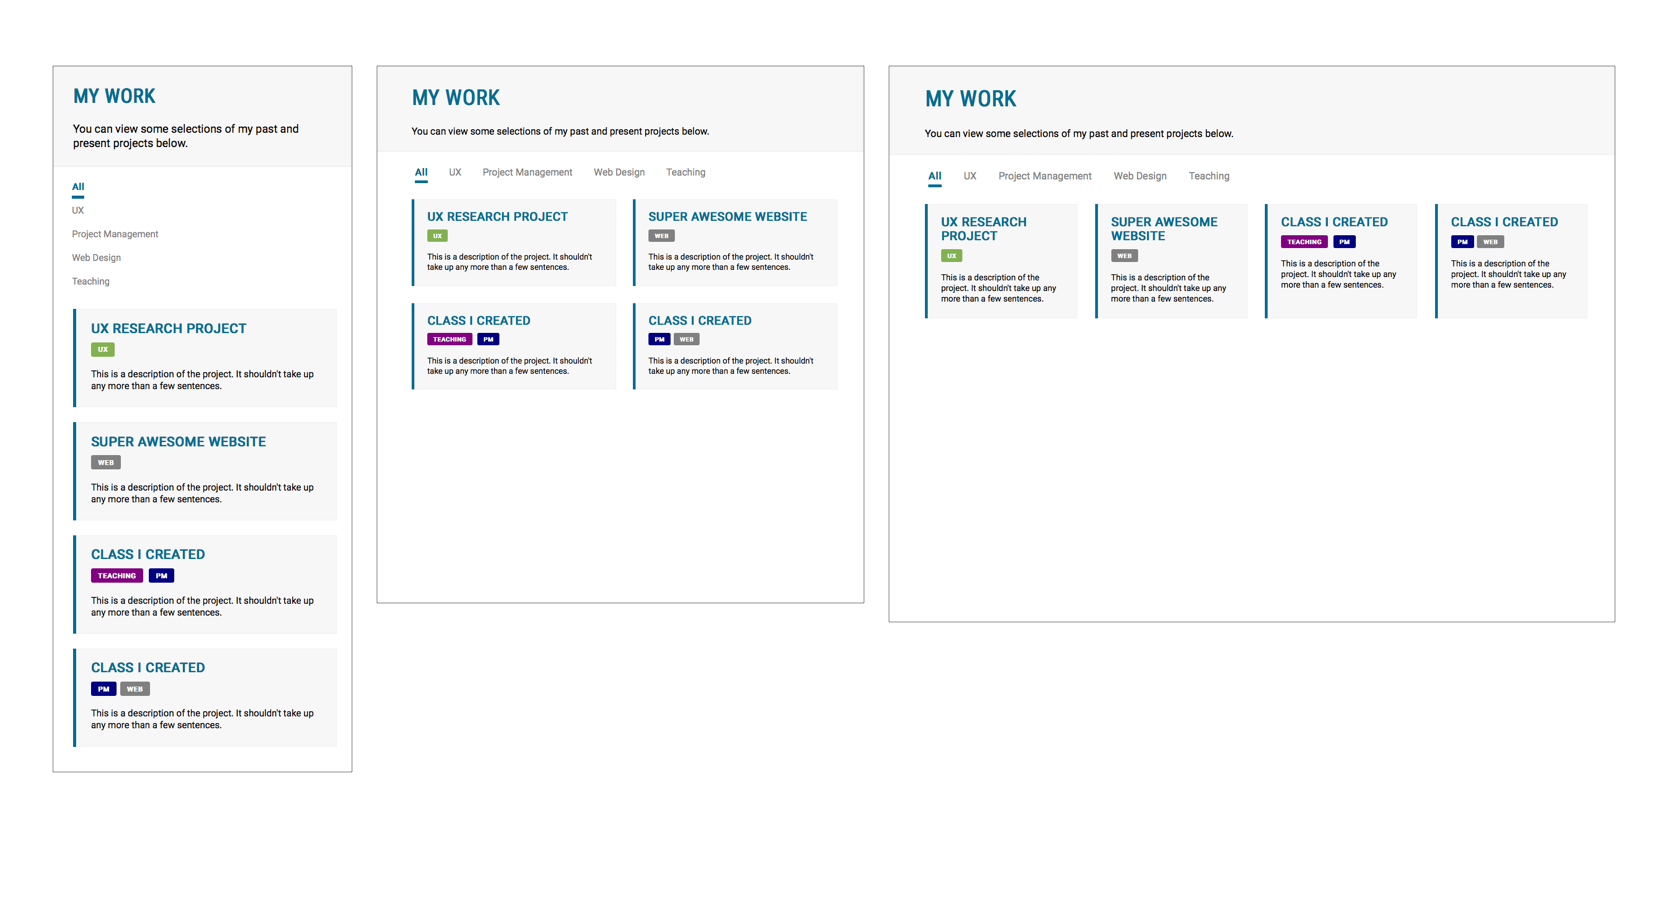 MY WORK
You can view some selections of my past and
present projects below.
All
UX
Project Management
Web Design
Teaching
UX RESEARCH PROJECT
UX
This is a description of the project. It shouldn't take up
any more than a few sentences.
SUPER AWESOME WEBSITE
WEB
This is a description of the project. It shouldn't take up
any more than a few sentences.
CLASS I CREATED
TEACHING PM
This is a description of the project. It shouldn't take up
any more than a few sentences.
CLASS I CREATED
PM WEB
This is a description of the project. It shouldn't take up
any more than a few sentences.
MY WORK
You can view some selections of my past and present projects below.
All UX Project Management Web Design Teaching
UX RESEARCH PROJECT
UX
This is a description of the project. It shouldn't
take up any more than a few sentences.
SUPER AWESOME WEBSITE
WEB
This is a description of the project. It shouldn't
take up any more than a few sentences.
CLASS I CREATED
TEACHING PM
This is a description of the project. It shouldn't
take up any more than a few sentences.
CLASS I CREATED
PM WEB
This is a description of the project. It shouldn't
take up any more than a few sentences.
MY WORK
You can view some selections of my past and present projects below.
All UX Project Management Web Design Teaching
UX RESEARCH
PROJECT
UX
This is a description of the
project. It shouldn't take up any
more than a few sentences.
SUPER AWESOME
WEBSITE
WEB
This is a description of the
project. It shouldn't take up any
more than a few sentences.
CLASS I CREATED
TEACHING PM
This is a description of the
project. It shouldn't take up any
more than a few sentences.
CLASS I CREATED
PM WEB
This is a description of the
project. It shouldn't take up any
more than a few sentences.